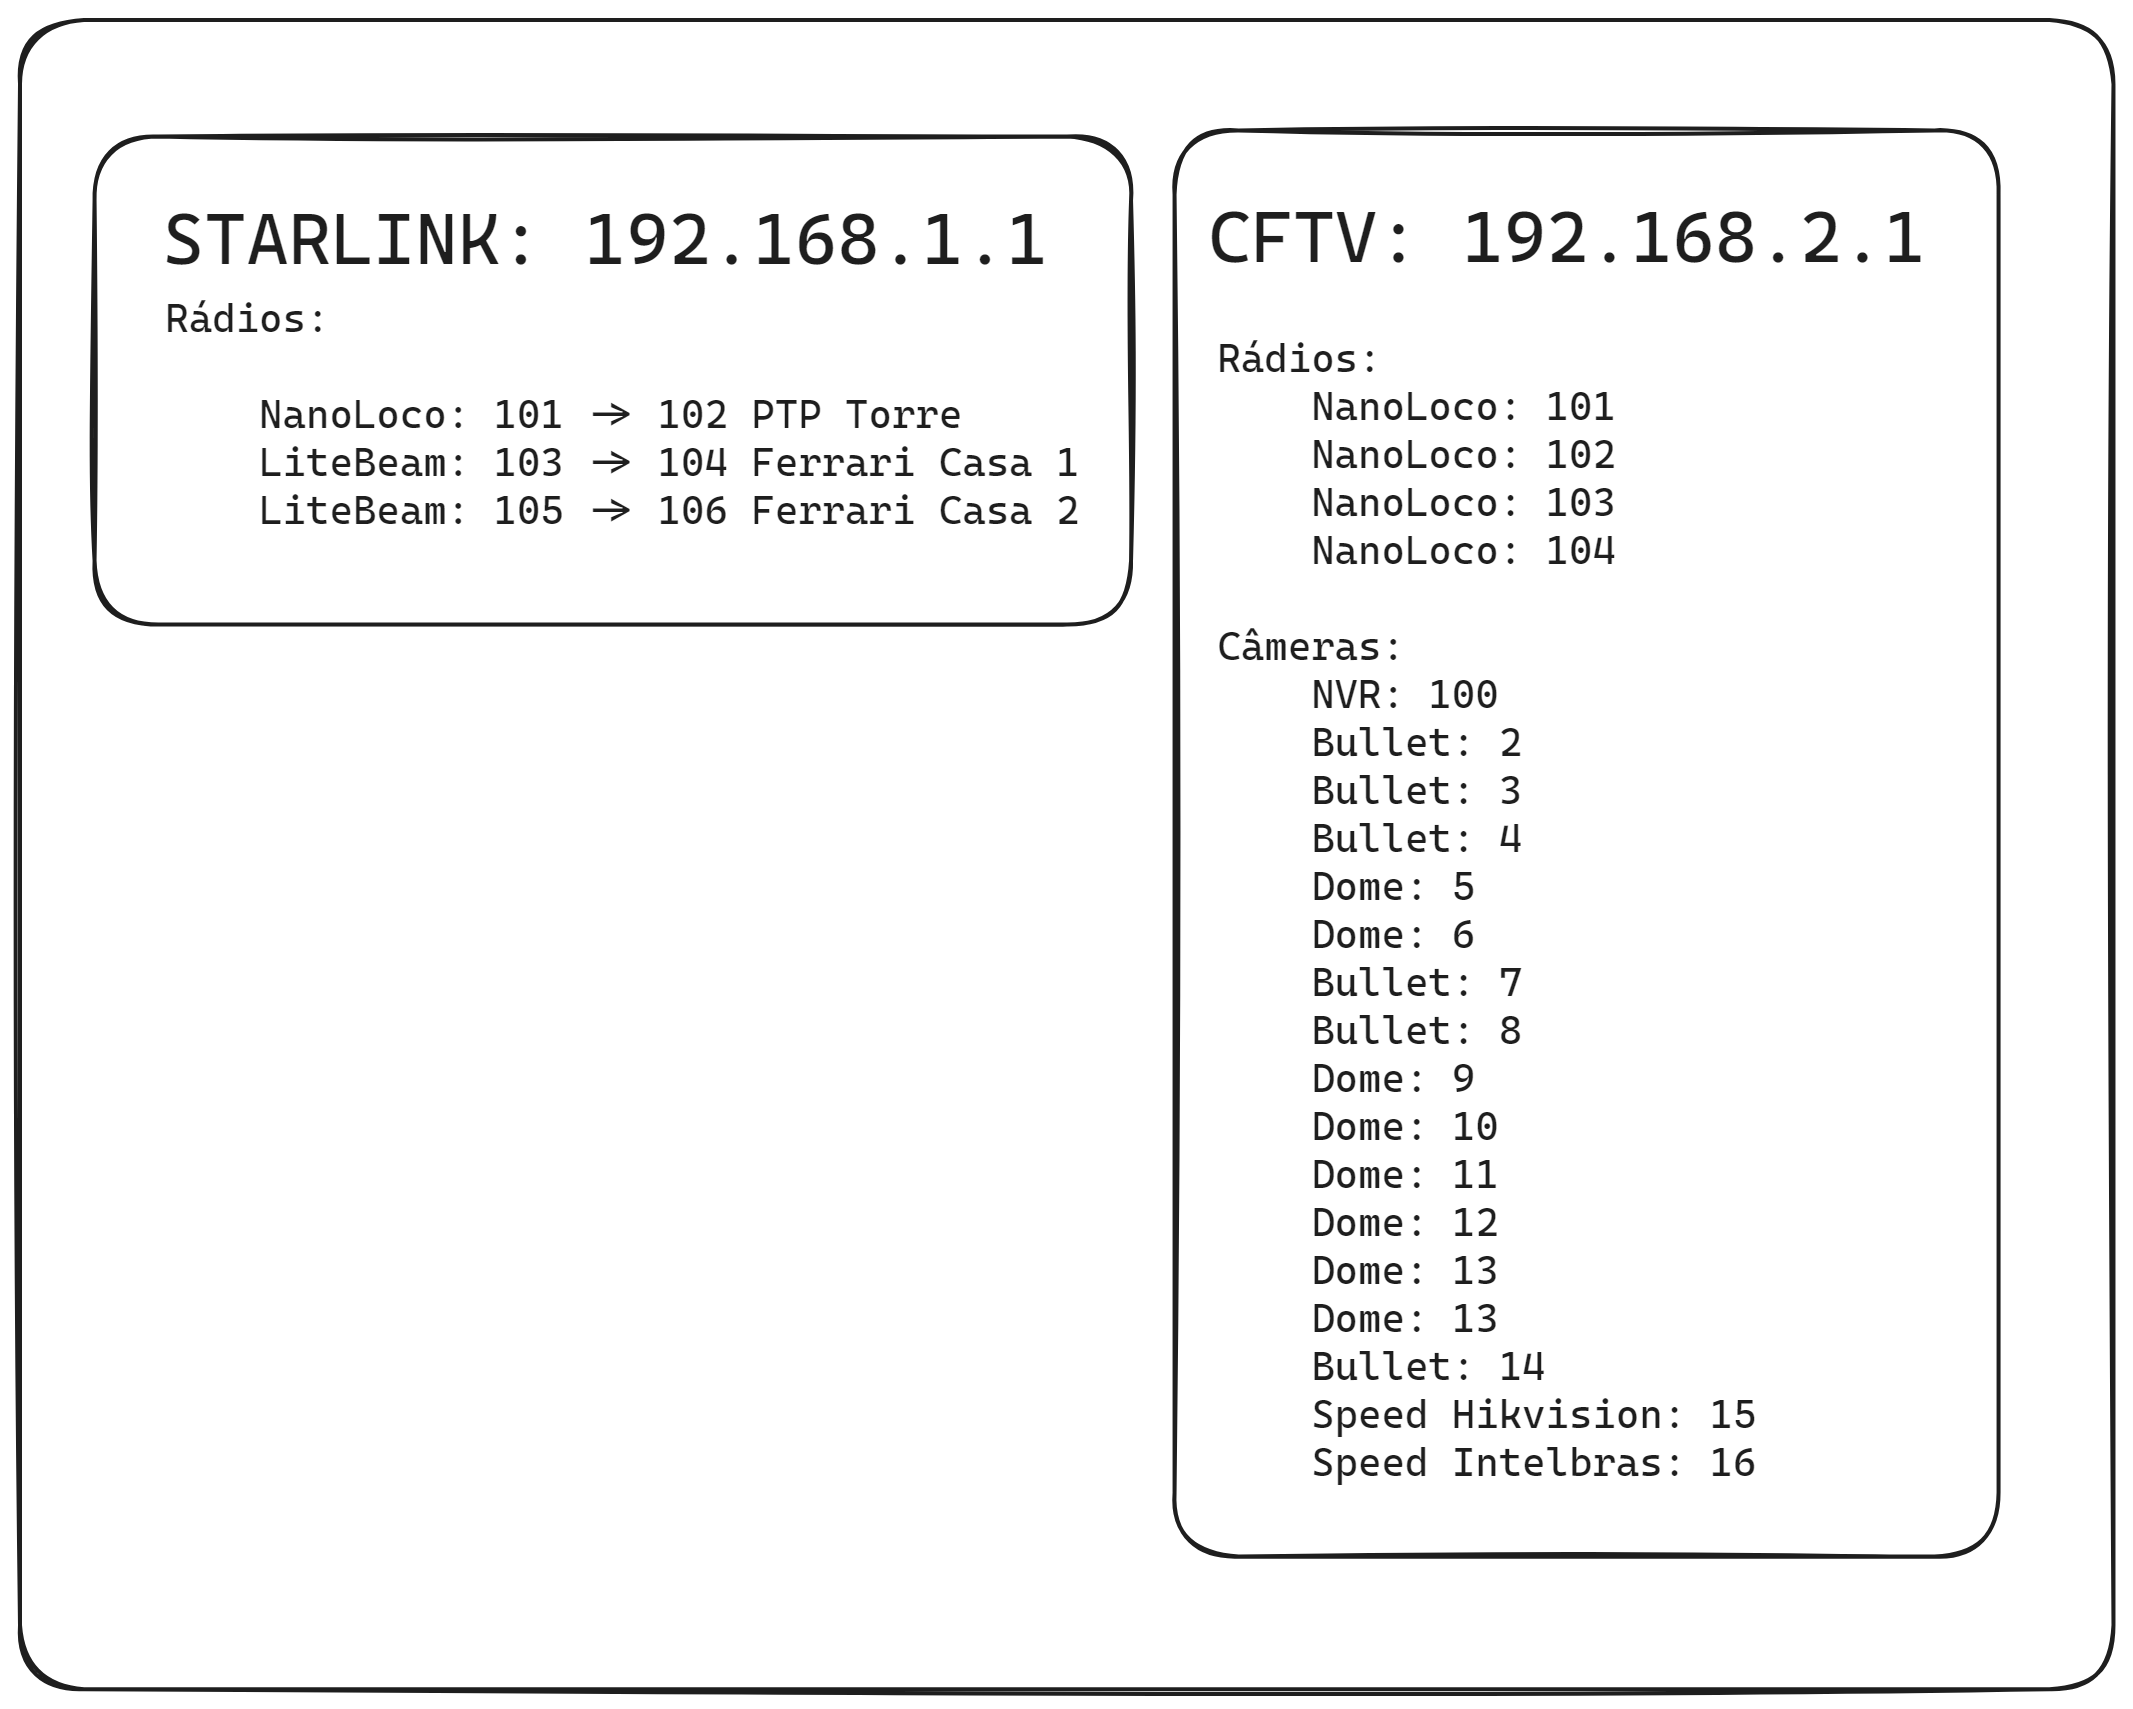 STARLINK: 192.168.1.1
Rádios:
NanoLoco: 101 -> 102 PTP Torre
LiteBeam: 103 -> 104 Ferrari Casa 1
LiteBeam: 105 -> 106 Ferrari Casa 2
CFTV: 192.168.2.1
Rádios:
NanoLoco: 101
NanoLoco: 102
NanoLoco: 103
NanoLoco: 104
Câmeras:
NVR: 100
Bullet: 2
Bullet: 3
Bullet: 4
Dome: 5
Dome: 6
Bullet: 7
Bullet: 8
Dome: 9
Dome: 10
Dome: 11
Dome: 12
Dome: 13
Dome: 13
Bullet: 14
Speed Hikvision: 15
Speed Intelbras: 16